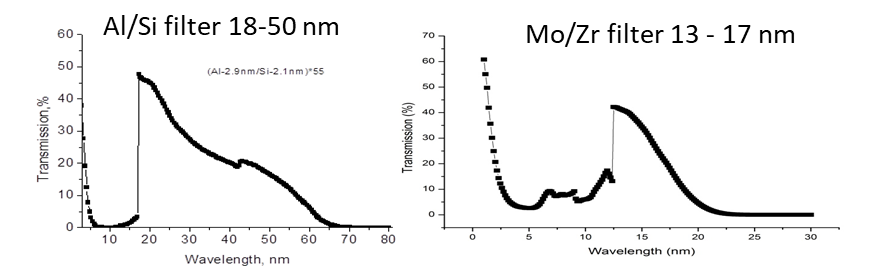 Al/Si filter 18-50 nm
60
50
40
30
20
10
0
Transmission,%
(Al-2.9nm/Si-2.1nm)*55
10 20 30 40 50 60 70 80
Wavelength, nm
Mo/Zr filter 13 - 17 nm
70
60
50
40
30
20
10
0
Transmission (%)
0 5 10 15 20 25 30
Wavelength (nm)